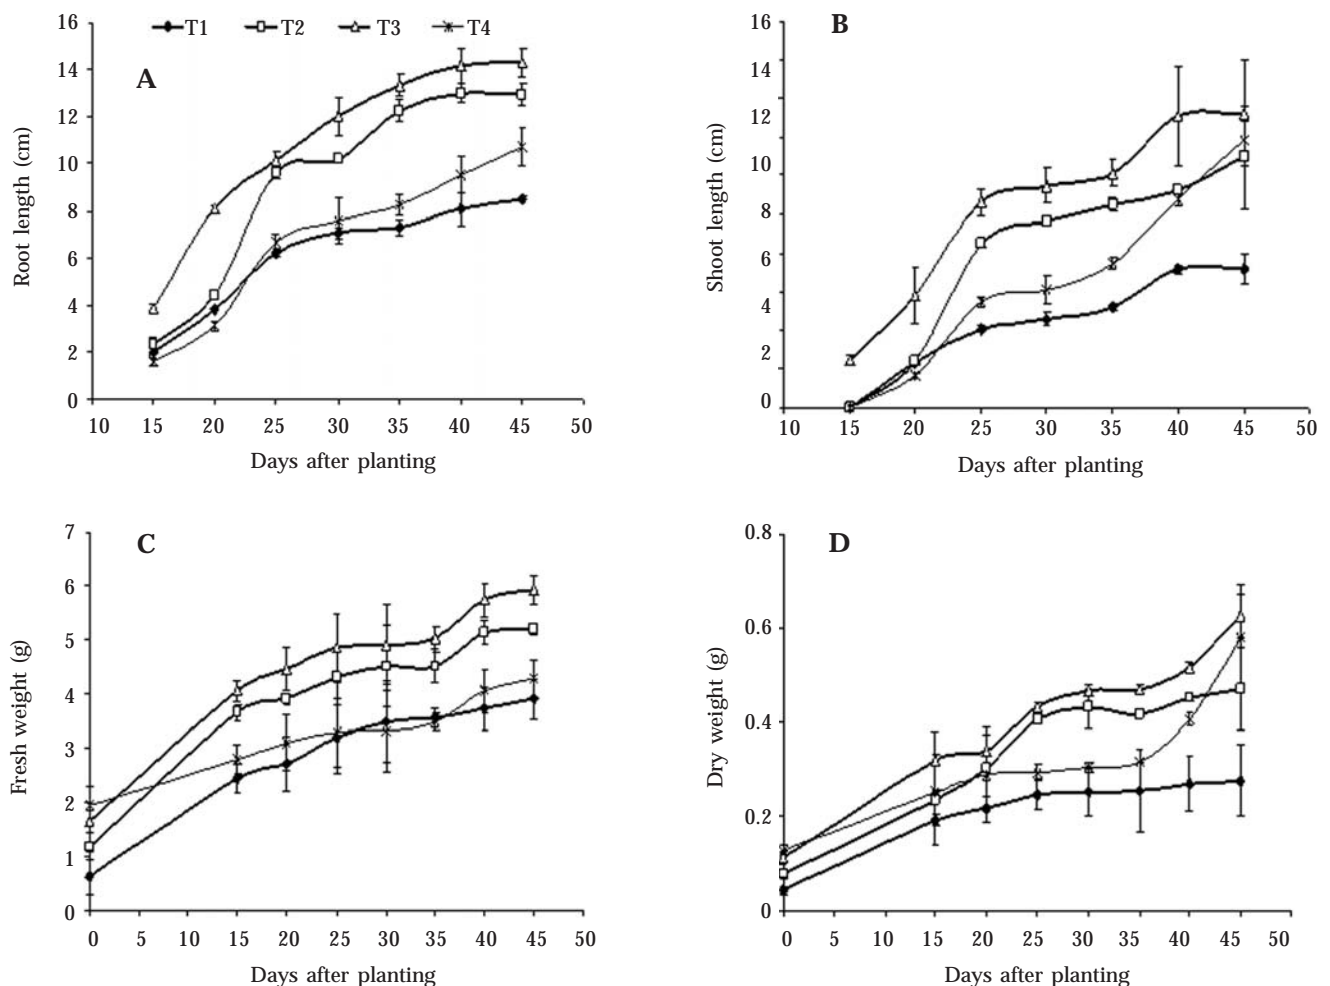 T1 T2 T3 T4
A
Root length (cm)
16
14
12
10
8
6
4
2
0
10 15 20 25 30 35 40 45 50
Days after planting
B
Shoot length (cm)
16
14
12
10
8
6
4
2
0
10 15 20 25 30 35 40 45 50
Days after planting
C
Fresh weight (g)
7
6
5
4
3
2
1
0
0 5 10 15 20 25 30 35 40 45 50
Days after planting
D
Dry weight (g)
0.8
0.6
0.4
0.2
0
0 5 10 15 20 25 30 35 40 45 50
Days after planting